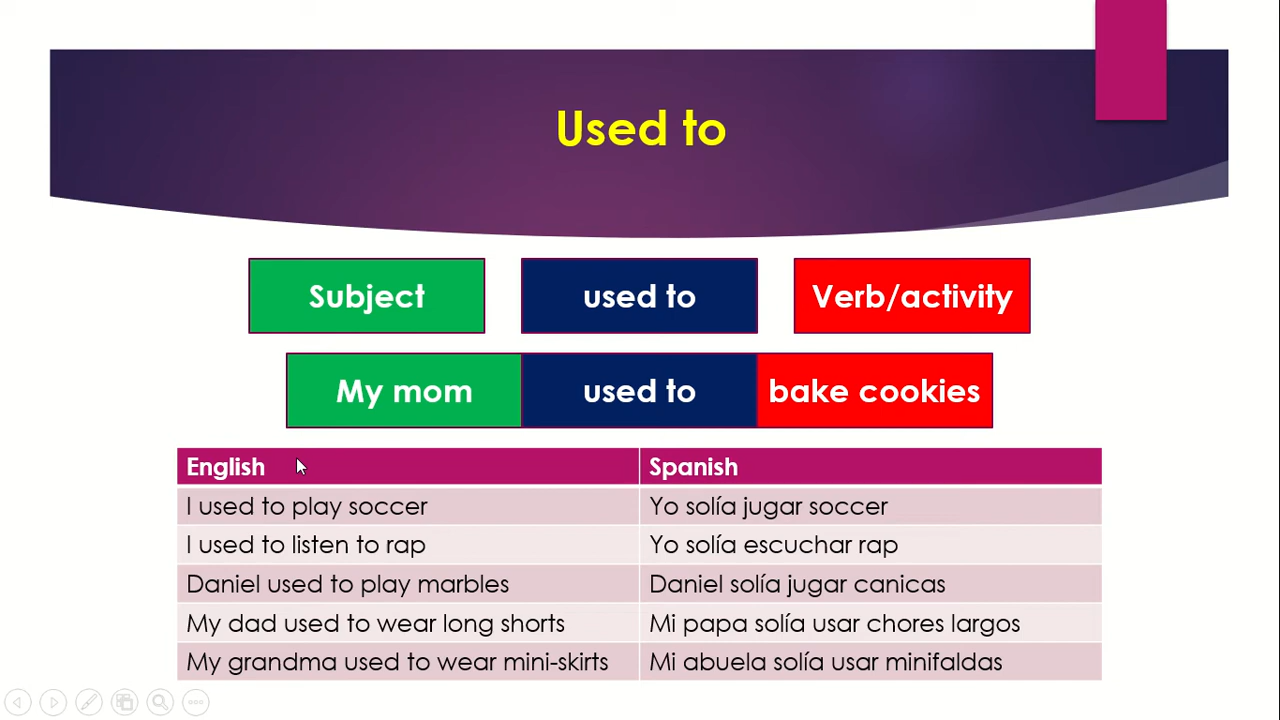 Used to
Subject used to Verb/activity
My mom used to bake cookies
English Spanish
I used to play soccer Yo solía jugar soccer
I used to listen to rap Yo solía escuchar rap
Daniel used to play marbles Daniel solía jugar canicas
My dad used to wear long shorts Mi papa solía usar chores largos
My grandma used to wear mini-skirts Mi abuela solía usar minifaldas